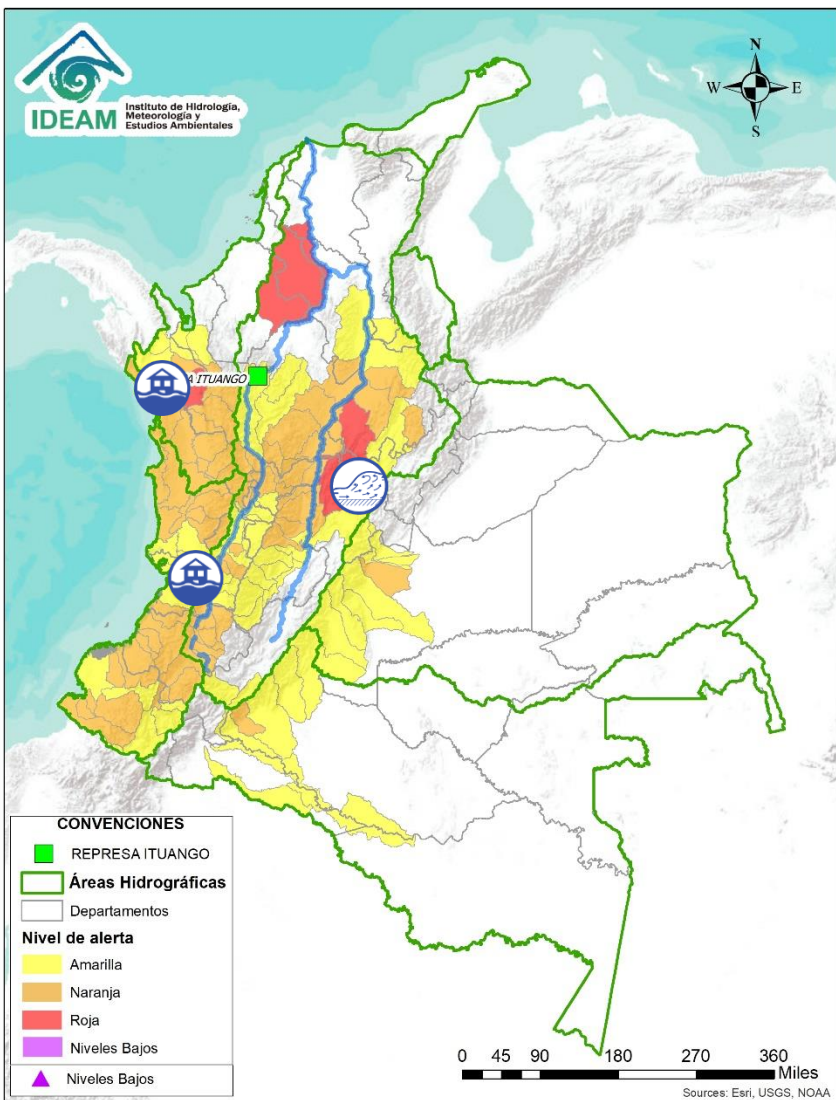 IDEAM
Instituto de Hidrología,
Meteorología y
Estudios Ambientales
N
W
E
S
A ITUANGO
CONVENCIONES
REPRESA ITUANGO
Áreas Hidrográficas
Departamentos
Nivel de alerta
Amarilla
Naranja
Roja
Niveles Bajos
Niveles Bajos
0 45 90 180 270 360
Miles
Sources: Esri, USGS, NOAA